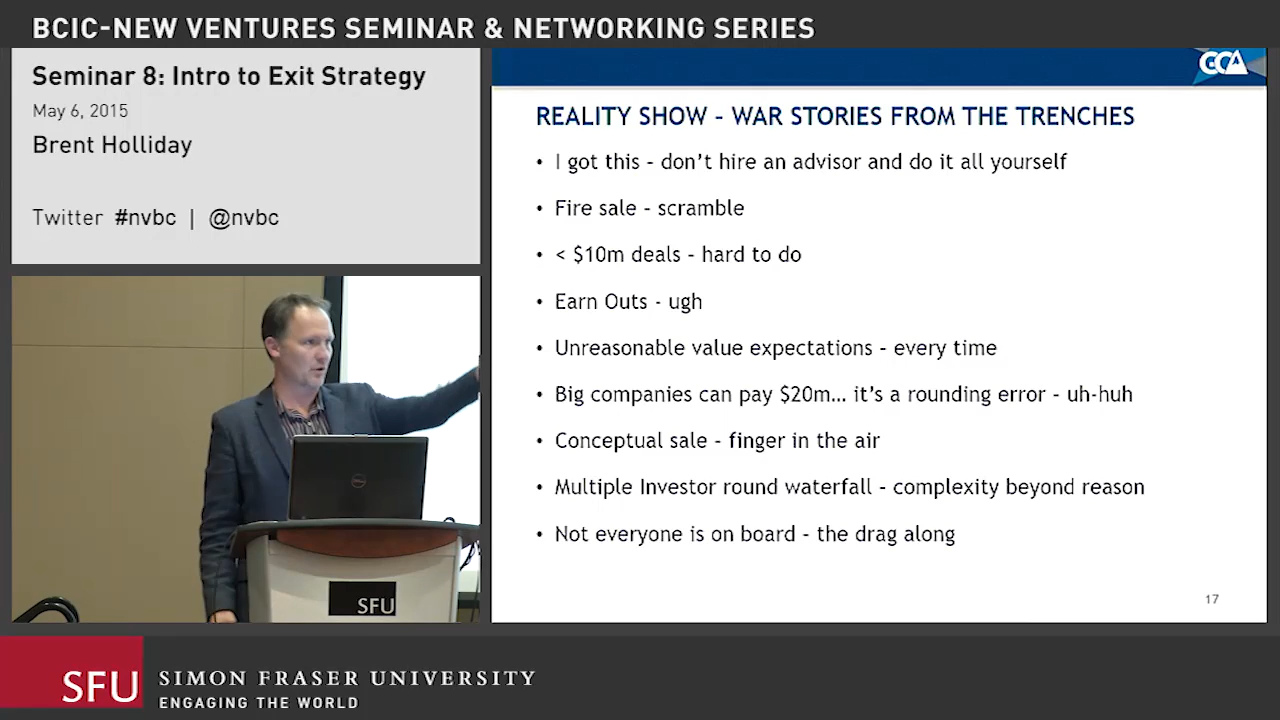 BCIC-NEW VENTURES SEMINAR & NETWORKING SERIES
Seminar 8: Intro to Exit Strategy
May 6, 2015
Brent Holliday
Twitter #nvbc | @nvbc
GCA
REALITY SHOW - WAR STORIES FROM THE TRENCHES
• I got this - don't hire an advisor and do it all yourself
• Fire sale - scramble
• < $10m deals - hard to do
• Earn Outs - ugh
• Unreasonable value expectations - every time
• Big companies can pay $20m... it's a rounding error - uh-huh
• Conceptual sale - finger in the air
• Multiple Investor round waterfall - complexity beyond reason
• Not everyone is on board - the drag along
17
DELL
SFU
SFU
SIMON FRASER UNIVERSITY
ENGAGING THE WORLD